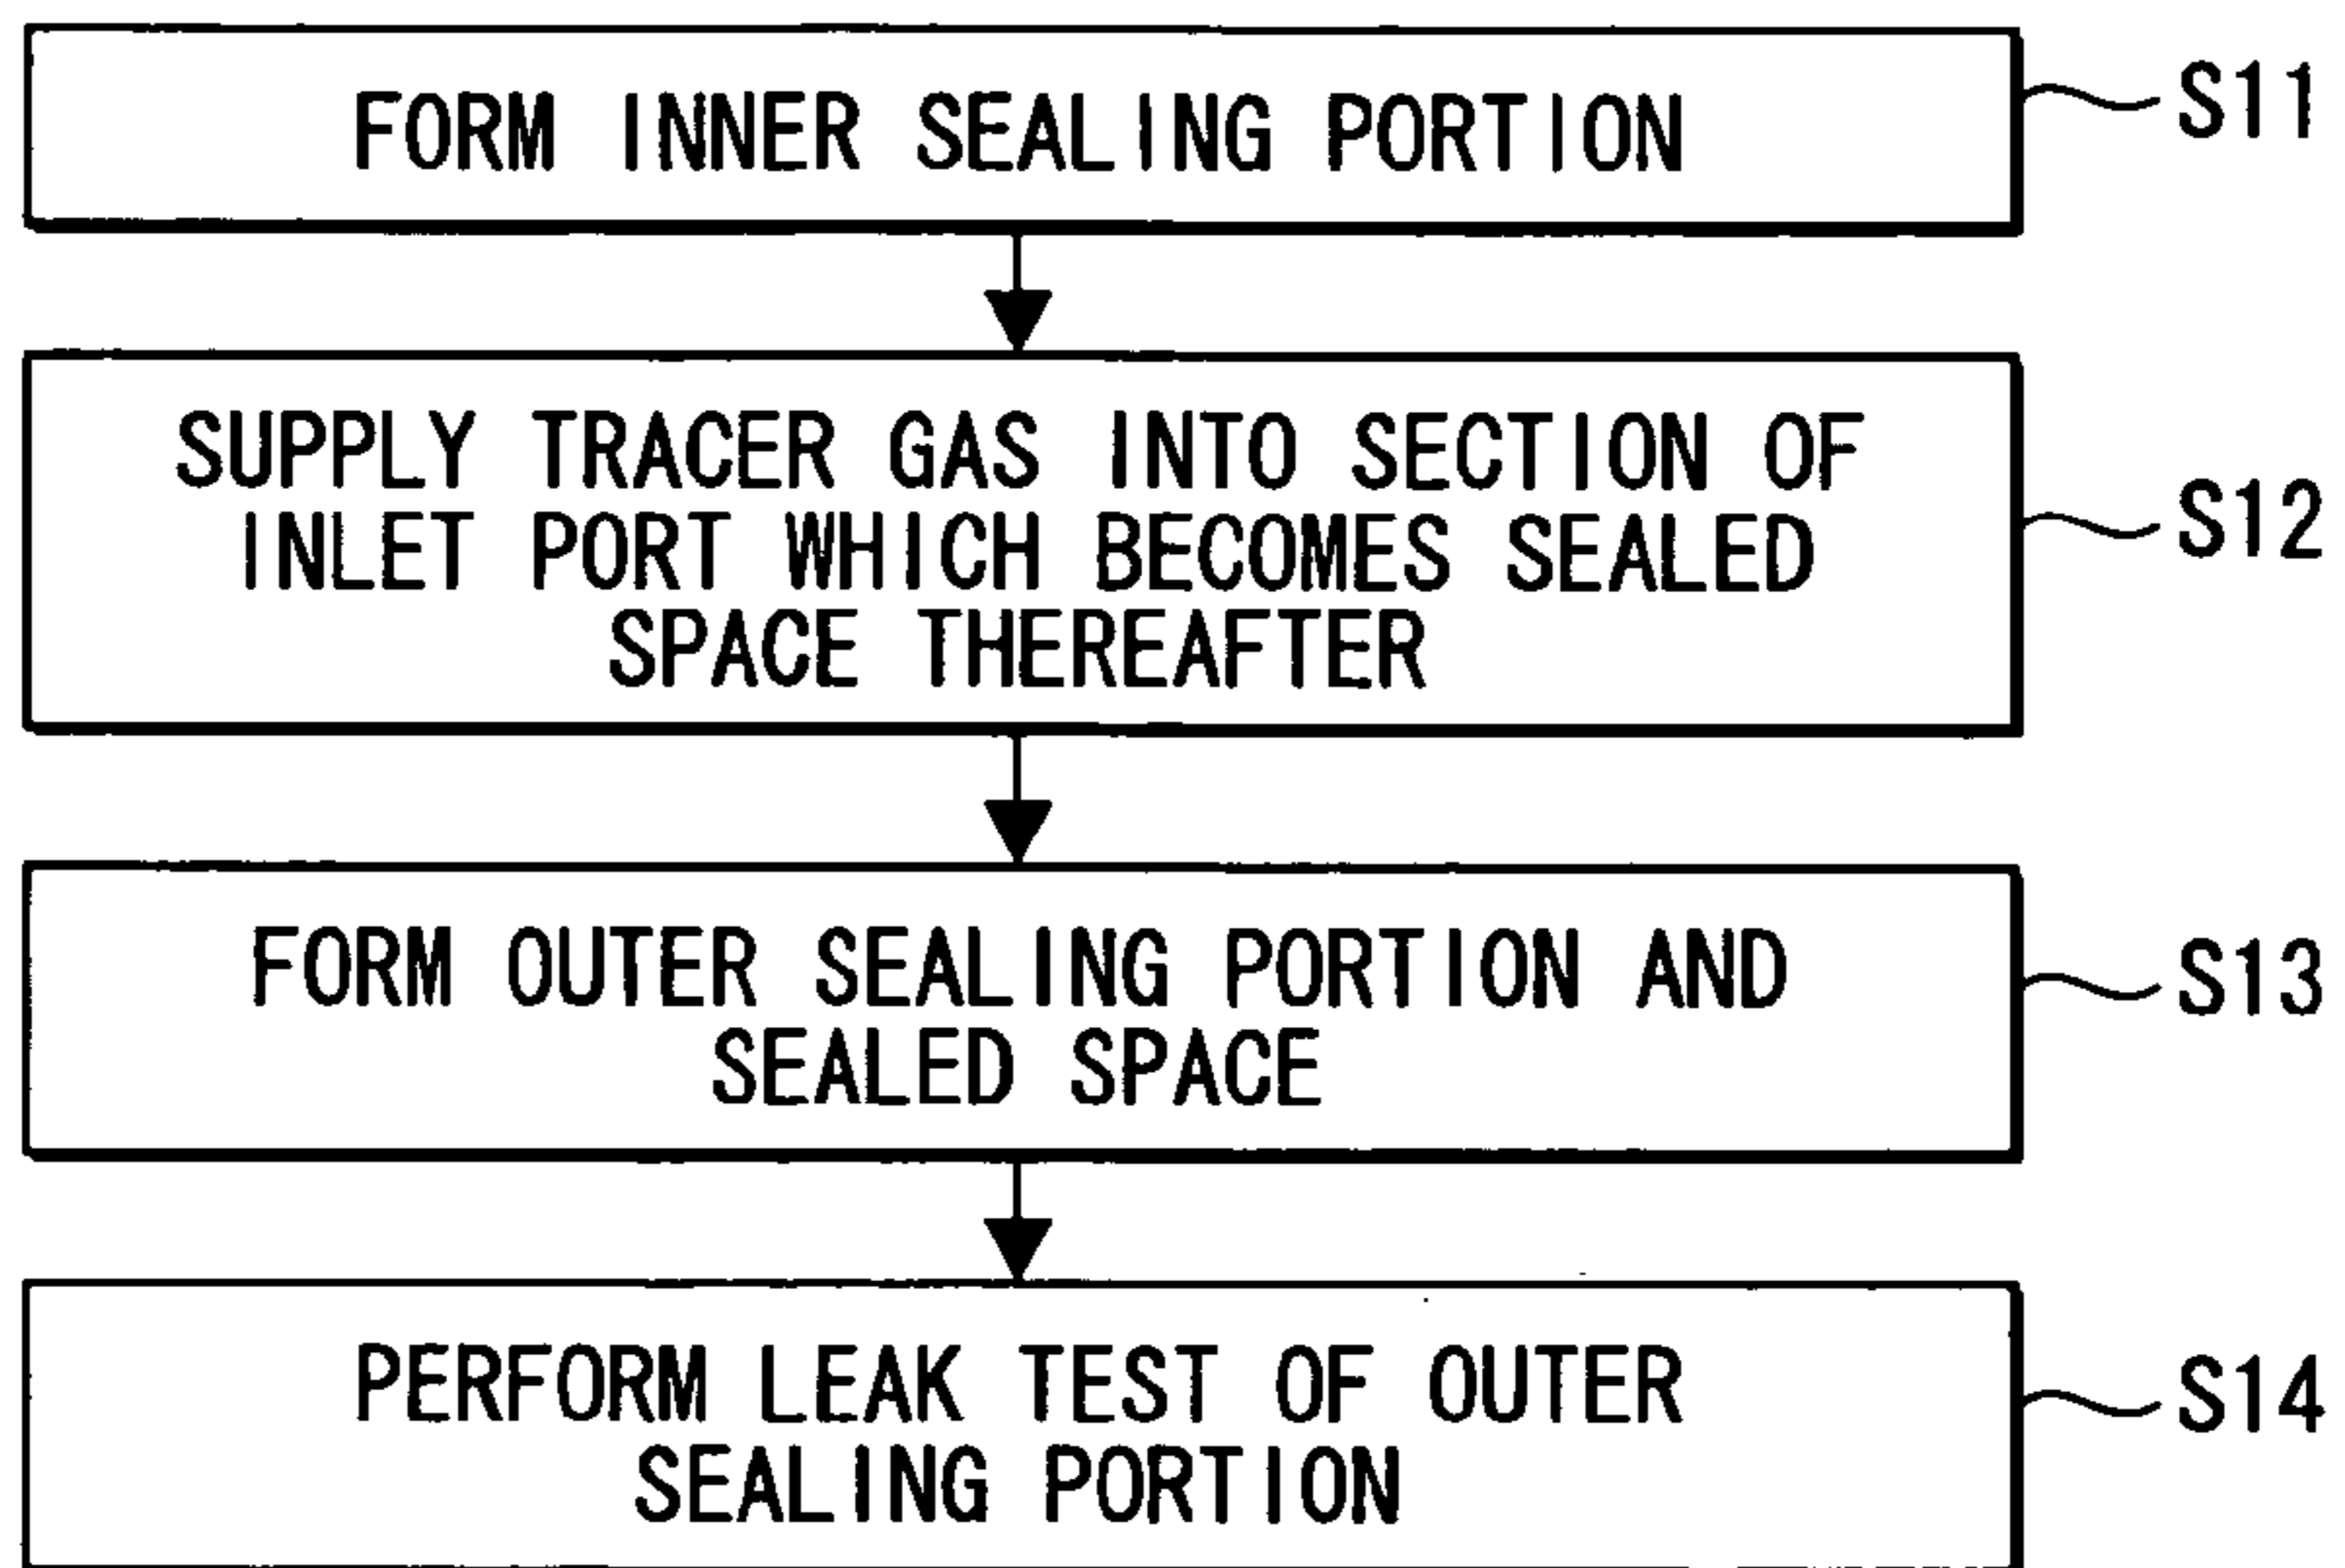 FORM INNER SEALING PORTION
S11
SUPPLY TRACER GAS INTO SECTION OF
INLET PORT WHICH BECOMES SEALED
SPACE THEREAFTER
S12
FORM OUTER SEALING PORTION AND
SEALED SPACE
S13
PERFORM LEAK TEST OF OUTER
SEALING PORTION
S14